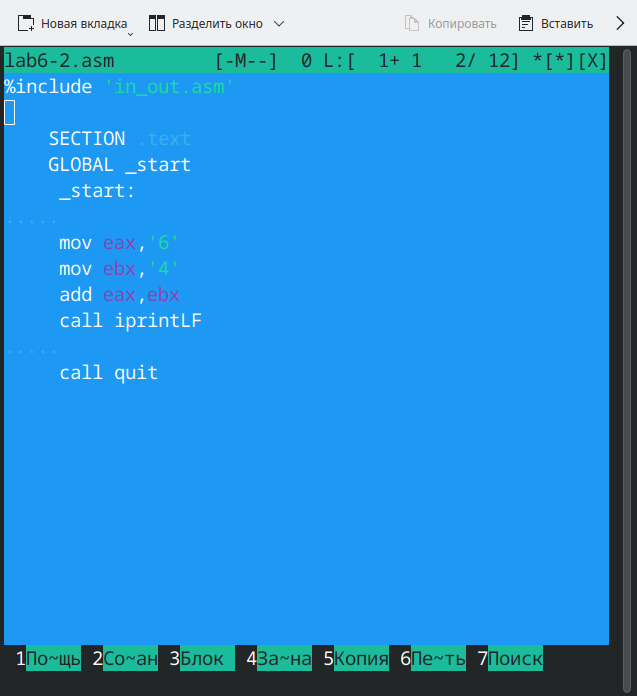 Новая вкладка Разделить окно Копировать Вставить
lab6-2.asm [-M--] 0 L:[ 1+ 1 2/ 12] *[*][X]
%include 'in_out.asm'
SECTION .text
GLOBAL _start
_start:
.....
mov eax,'6'
mov ebx,'4'
add eax,ebx
call iprintLF
.....
call quit
1По~щь 2Со~ан 3Блок 4За~на 5Копия 6Пе~ть 7Поиск